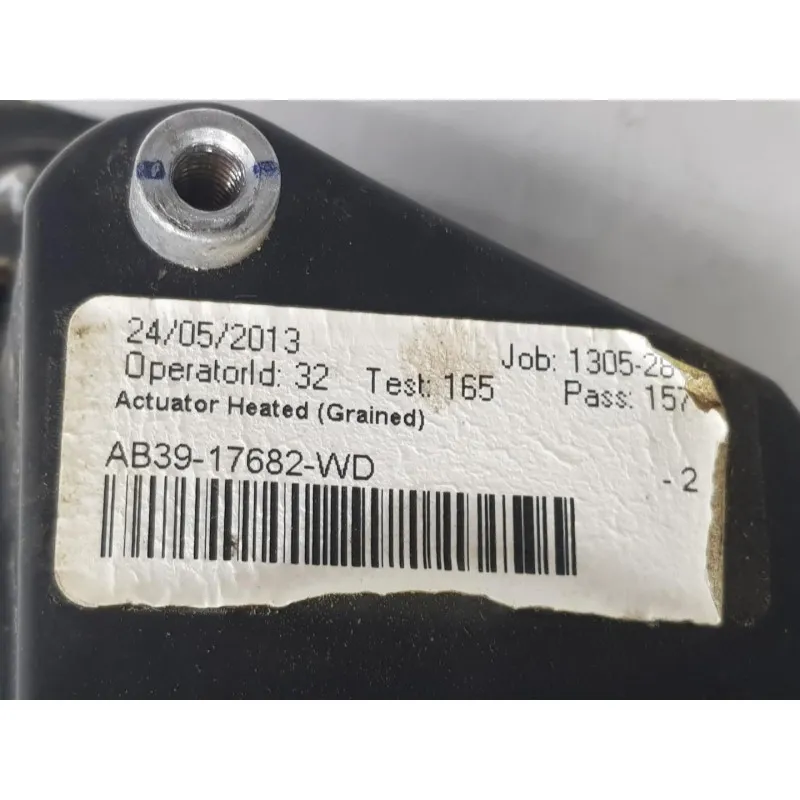 24/05/2013 Job: 1305-28
OperatorId: 32 Test: 165 Pass: 157
Actuator Heated (Grained)
AB39-17682-WD - 2